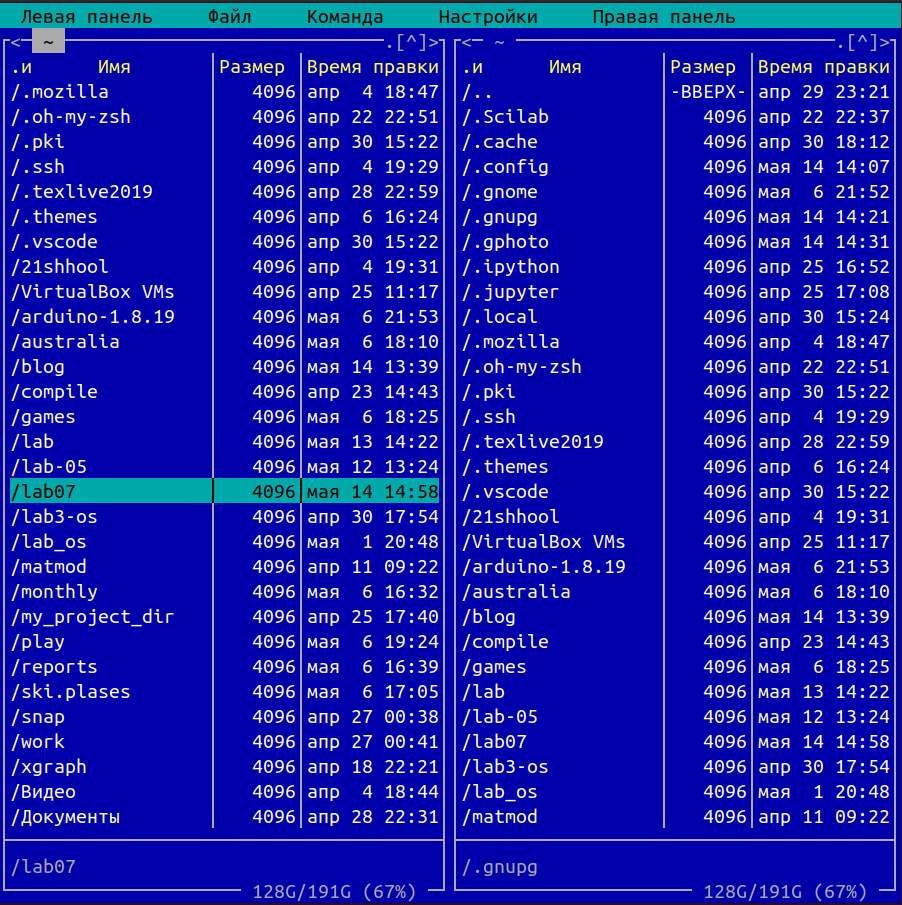 Левая панель Файл Команда Настройки Правая панель
<- ~ .[^]>
.и Имя Размер Время правки
/.mozilla 4096 апр 4 18:47
/.oh-my-zsh 4096 апр 22 22:51
/.pki 4096 апр 30 15:22
/.ssh 4096 апр 4 19:29
/.texlive2019 4096 апр 28 22:59
/.themes 4096 апр 6 16:24
/.vscode 4096 апр 30 15:22
/21shhool 4096 апр 4 19:31
/VirtualBox VMs 4096 апр 25 11:17
/arduino-1.8.19 4096 мая 6 21:53
/australia 4096 мая 6 18:10
/blog 4096 мая 14 13:39
/compile 4096 апр 23 14:43
/games 4096 мая 6 18:25
/lab 4096 мая 13 14:22
/lab-05 4096 мая 12 13:24
/lab07 4096 мая 14 14:58
/lab3-os 4096 апр 30 17:54
/lab_os 4096 мая 1 20:48
/matmod 4096 апр 11 09:22
/monthly 4096 мая 6 16:32
/my_project_dir 4096 апр 25 17:40
/play 4096 мая 6 19:24
/reports 4096 мая 6 16:39
/ski.plases 4096 мая 6 17:05
/snap 4096 апр 27 00:38
/work 4096 апр 27 00:41
/xgraph 4096 апр 18 22:21
/Видео 4096 апр 4 18:44
/Документы 4096 апр 28 22:31
/lab07
128G/191G (67%)
<- ~ .[^]>
.и Имя Размер Время правки
/.. -ВВЕРХ- апр 29 23:21
/.Scilab 4096 апр 22 22:37
/.cache 4096 апр 30 18:12
/.config 4096 мая 14 14:07
/.gnome 4096 мая 6 21:52
/.gnupg 4096 мая 14 14:21
/.gphoto 4096 мая 14 14:31
/.ipython 4096 апр 25 16:52
/.jupyter 4096 апр 25 17:08
/.local 4096 апр 30 15:24
/.mozilla 4096 апр 4 18:47
/.oh-my-zsh 4096 апр 22 22:51
/.pki 4096 апр 30 15:22
/.ssh 4096 апр 4 19:29
/.texlive2019 4096 апр 28 22:59
/.themes 4096 апр 6 16:24
/.vscode 4096 апр 30 15:22
/21shhool 4096 апр 4 19:31
/VirtualBox VMs 4096 апр 25 11:17
/arduino-1.8.19 4096 мая 6 21:53
/australia 4096 мая 6 18:10
/blog 4096 мая 14 13:39
/compile 4096 апр 23 14:43
/games 4096 мая 6 18:25
/lab 4096 мая 13 14:22
/lab-05 4096 мая 12 13:24
/lab07 4096 мая 14 14:58
/lab3-os 4096 апр 30 17:54
/lab_os 4096 мая 1 20:48
/matmod 4096 апр 11 09:22
/.gnupg
128G/191G (67%)